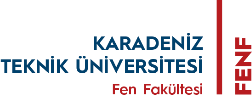 KARADENİZ
TEKNİK ÜNİVERSİTESİ
Fen Fakültesi
FENF